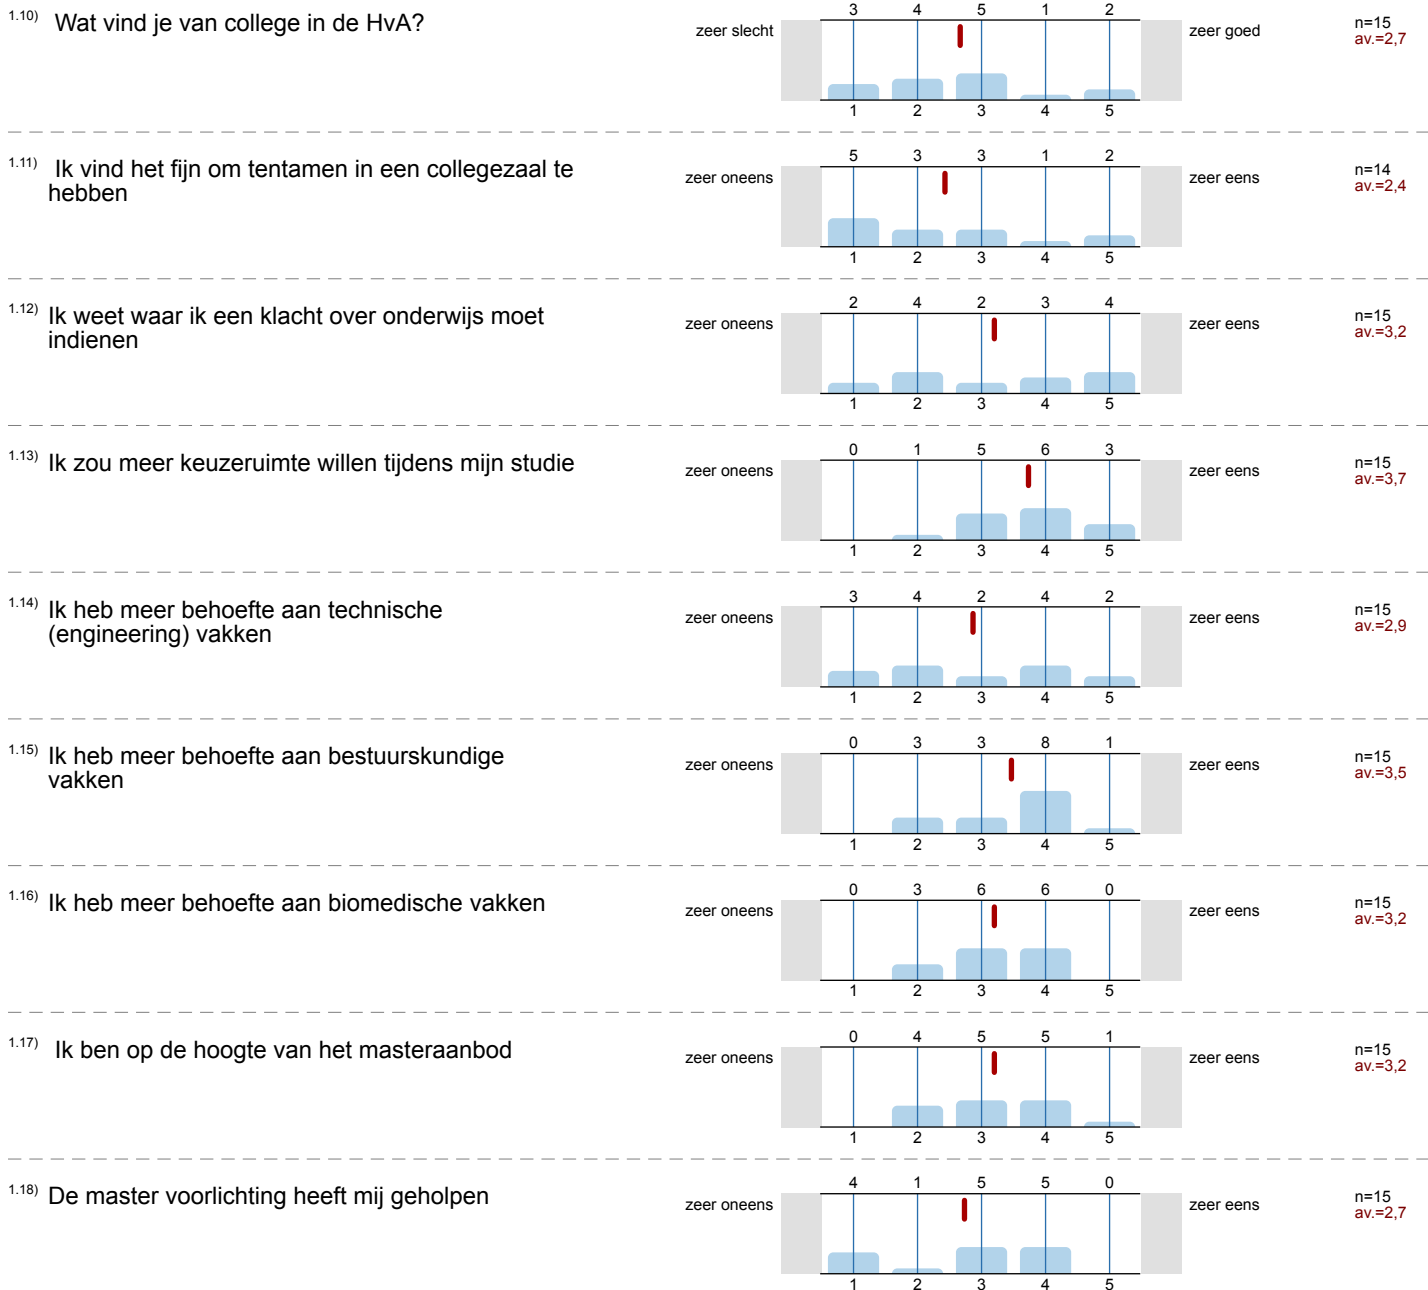 1.10) Wat vind je van college in de HvA?
3 4 5 1 2
zeer slecht zeer goed n=15
av.=2,7
1 2 3 4 5
1.11) Ik vind het fijn om tentamen in een collegezaal te
hebben
5 3 3 1 2
zeer oneens zeer eens n=14
av.=2,4
1 2 3 4 5
1.12) Ik weet waar ik een klacht over onderwijs moet
indienen
2 4 2 3 4
zeer oneens zeer eens n=15
av.=3,2
1 2 3 4 5
1.13) Ik zou meer keuzeruimte willen tijdens mijn studie
0 1 5 6 3
zeer oneens zeer eens n=15
av.=3,7
1 2 3 4 5
1.14) Ik heb meer behoefte aan technische
(engineering) vakken
3 4 2 4 2
zeer oneens zeer eens n=15
av.=2,9
1 2 3 4 5
1.15) Ik heb meer behoefte aan bestuurskundige
vakken
0 3 3 8 1
zeer oneens zeer eens n=15
av.=3,5
1 2 3 4 5
1.16) Ik heb meer behoefte aan biomedische vakken
0 3 6 6 0
zeer oneens zeer eens n=15
av.=3,2
1 2 3 4 5
1.17) Ik ben op de hoogte van het masteraanbod
0 4 5 5 1
zeer oneens zeer eens n=15
av.=3,2
1 2 3 4 5
1.18) De master voorlichting heeft mij geholpen
4 1 5 5 0
zeer oneens zeer eens n=15
av.=2,7
1 2 3 4 5